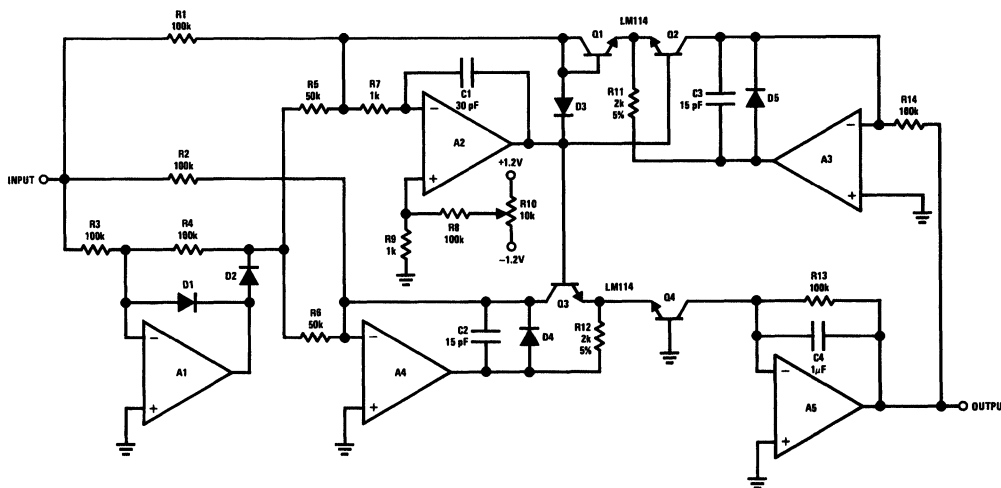 R1
100k
Q1
LM114
Q2
R5
50k
R7
1k
C1
30 pF
D3
R11
2k
5%
C3
15 pF
D5
R14
100k
−
A2
+
−
A3
+
R2
100k
INPUT
+1.2V
R10
10k
−1.2V
R8
100k
R9
1k
R3
100k
R4
100k
D2
D1
Q3
LM114
Q4
R13
100k
R6
50k
C2
15 pF
D4
R12
2k
5%
C4
1μF
−
A1
+
−
A4
+
−
A5
+
OUTPUT